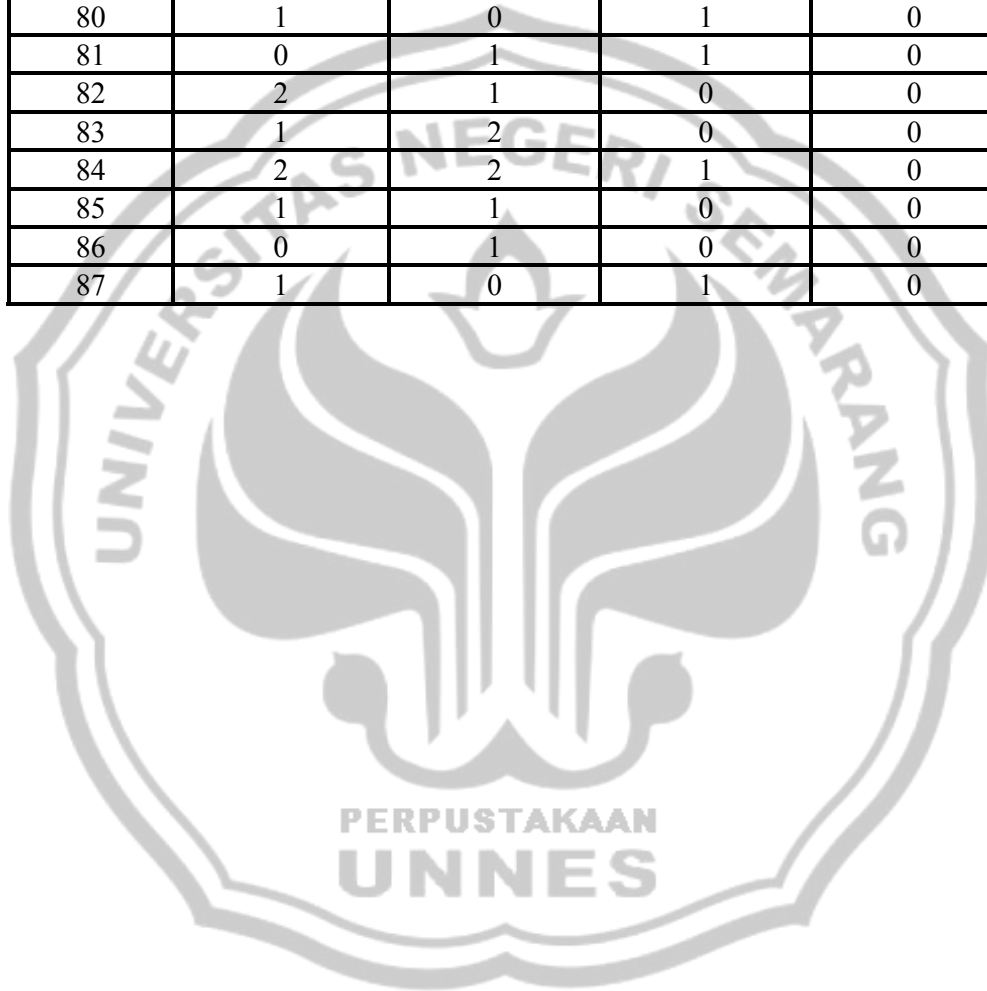 80 1 0 1 0
81 0 1 1 0
82 2 1 0 0
83 1 2 0 0
84 2 2 1 0
85 1 1 0 0
86 0 1 0 0
87 1 0 1 0
UNIVERSITAS NEGERI SEMARANG
PERPUSTAKAAN
UNNES